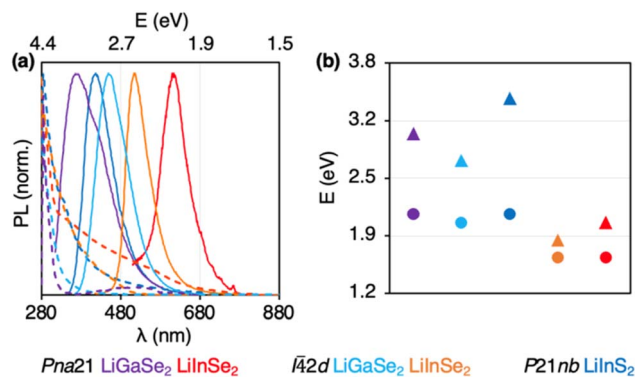 E (eV)
4.4 2.7 1.9 1.5
(a)
PL (norm.)
280 480 680 880
λ (nm)
(b)
E (eV)
3.8
3.2
2.5
1.9
1.2
Pna21 LiGaSe₂ LiInSe₂ I4̅2d LiGaSe₂ LiInSe₂ P21nb LiInS₂